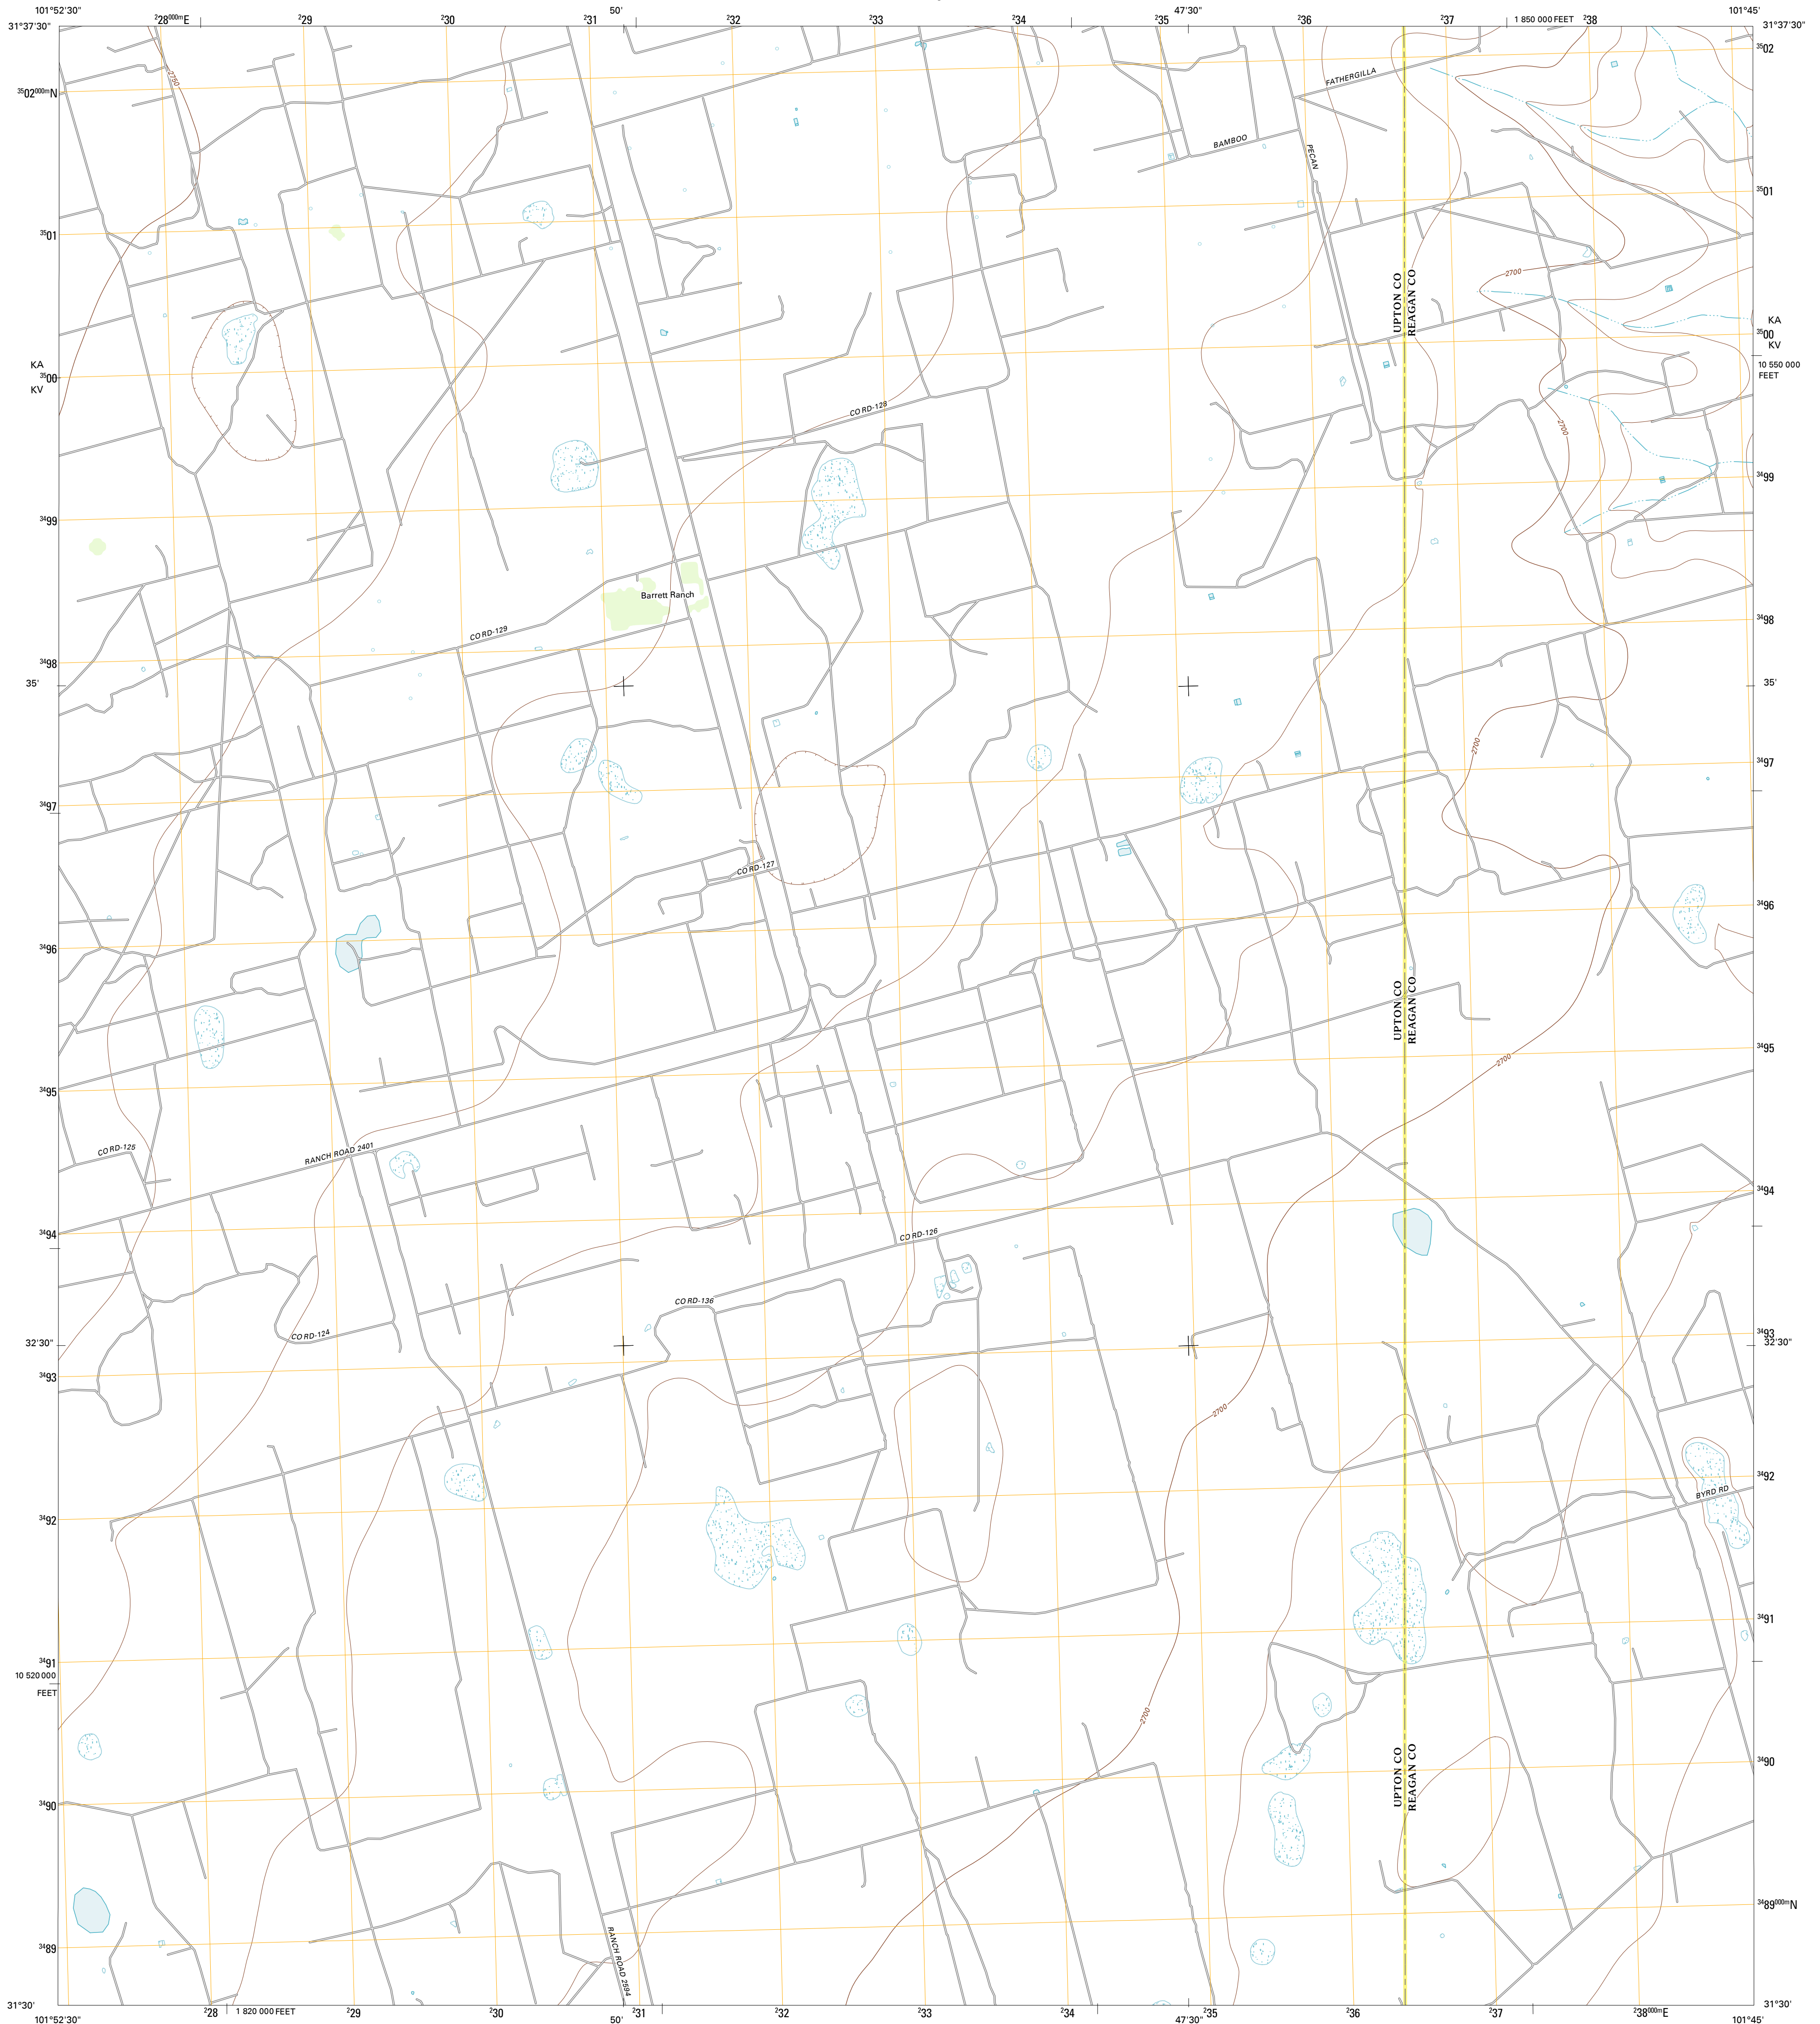 101°52'30"
²28⁰⁰⁰ᵐE
²29
²30
²31
50'
²32
²33
²34
²35
47'30"
²36
²37
1 850 000 FEET
²38
101°45'
31°37'30"
31°37'30"
2750
FATHERGILLA
³⁵02
³⁵02⁰⁰⁰ᵐN
BAMBOO
PECAN
³⁵01
³⁵01
2700
UPTON CO
REAGAN CO
KA
³⁵00
KV
KA
³⁵00
KV
10 550 000
FEET
CO RD-128
2700
³⁴99
³⁴99
Barrett Ranch
CO RD-129
³⁴98
³⁴98
35'
35'
2700
³⁴97
³⁴97
CO RD-127
³⁴96
³⁴96
UPTON CO
REAGAN CO
2700
³⁴95
³⁴95
CO RD-125
RANCH ROAD 2401
³⁴94
³⁴94
CO RD-126
CO RD-136
CO RD-124
³⁴93
32'30"
32'30"
³⁴93
2700
³⁴92
BYRD RD
³⁴92
³⁴91
³⁴91
10 520 000
FEET
2700
UPTON CO
REAGAN CO
³⁴90
³⁴90
³⁴89⁰⁰⁰ᵐN
³⁴89
RANCH ROAD 2594
31°30'
31°30'
²28
1 820 000 FEET
²29
²30
²31
²32
²33
²34
²35
²36
²37
²38⁰⁰⁰ᵐE
101°52'30"
50'
47'30"
101°45'